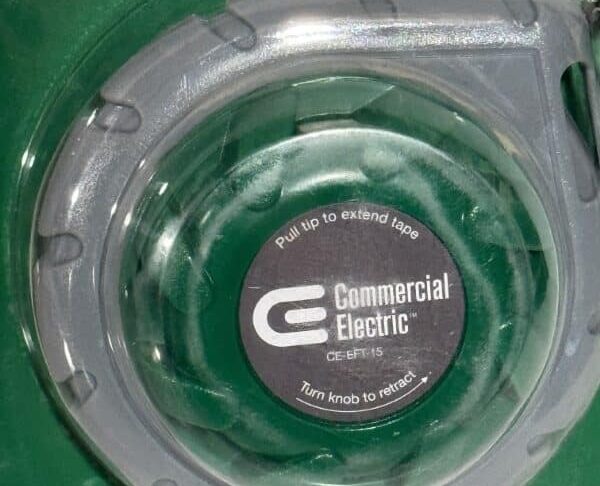 Pull tip to extend tape
Commercial
Electric™
CE-EFT-15
Turn knob to retract